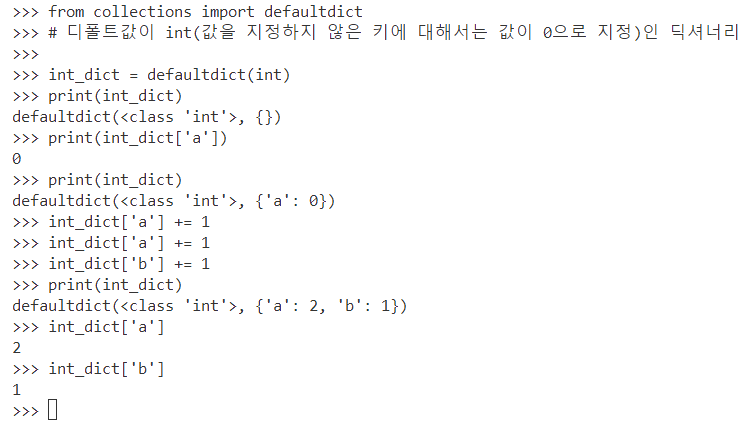 >>> from collections import defaultdict
>>> # 디폴트값이 int(값을 지정하지 않은 키에 대해서는 값이 0으로 지정)인 딕셔너리
>>>
>>> int_dict = defaultdict(int)
>>> print(int_dict)
defaultdict(<class 'int'>, {})
>>> print(int_dict['a'])
0
>>> print(int_dict)
defaultdict(<class 'int'>, {'a': 0})
>>> int_dict['a'] += 1
>>> int_dict['a'] += 1
>>> int_dict['b'] += 1
>>> print(int_dict)
defaultdict(<class 'int'>, {'a': 2, 'b': 1})
>>> int_dict['a']
2
>>> int_dict['b']
1
>>>